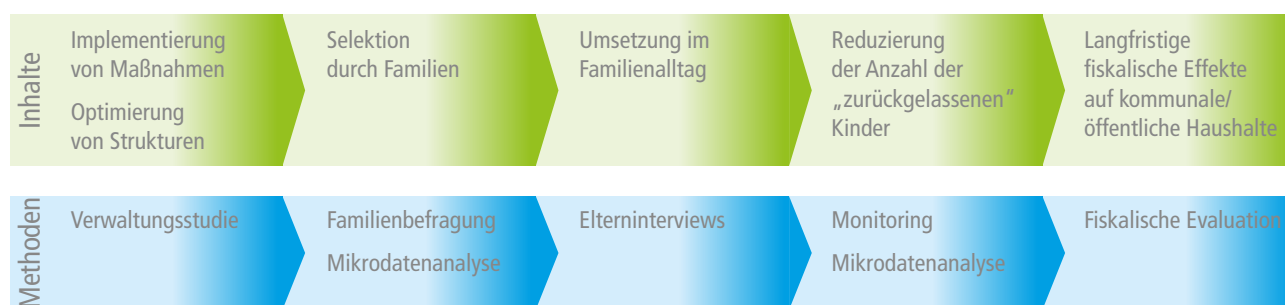 Inhalte
Implementierung
von Maßnahmen
Optimierung
von Strukturen
Selektion
durch Familien
Umsetzung im
Familienalltag
Reduzierung
der Anzahl der
„zurückgelassenen“
Kinder
Langfristige
fiskalische Effekte
auf kommunale/
öffentliche Haushalte
Methoden
Verwaltungsstudie
Familienbefragung
Mikrodatenanalyse
Elterninterviews
Monitoring
Mikrodatenanalyse
Fiskalische Evaluation